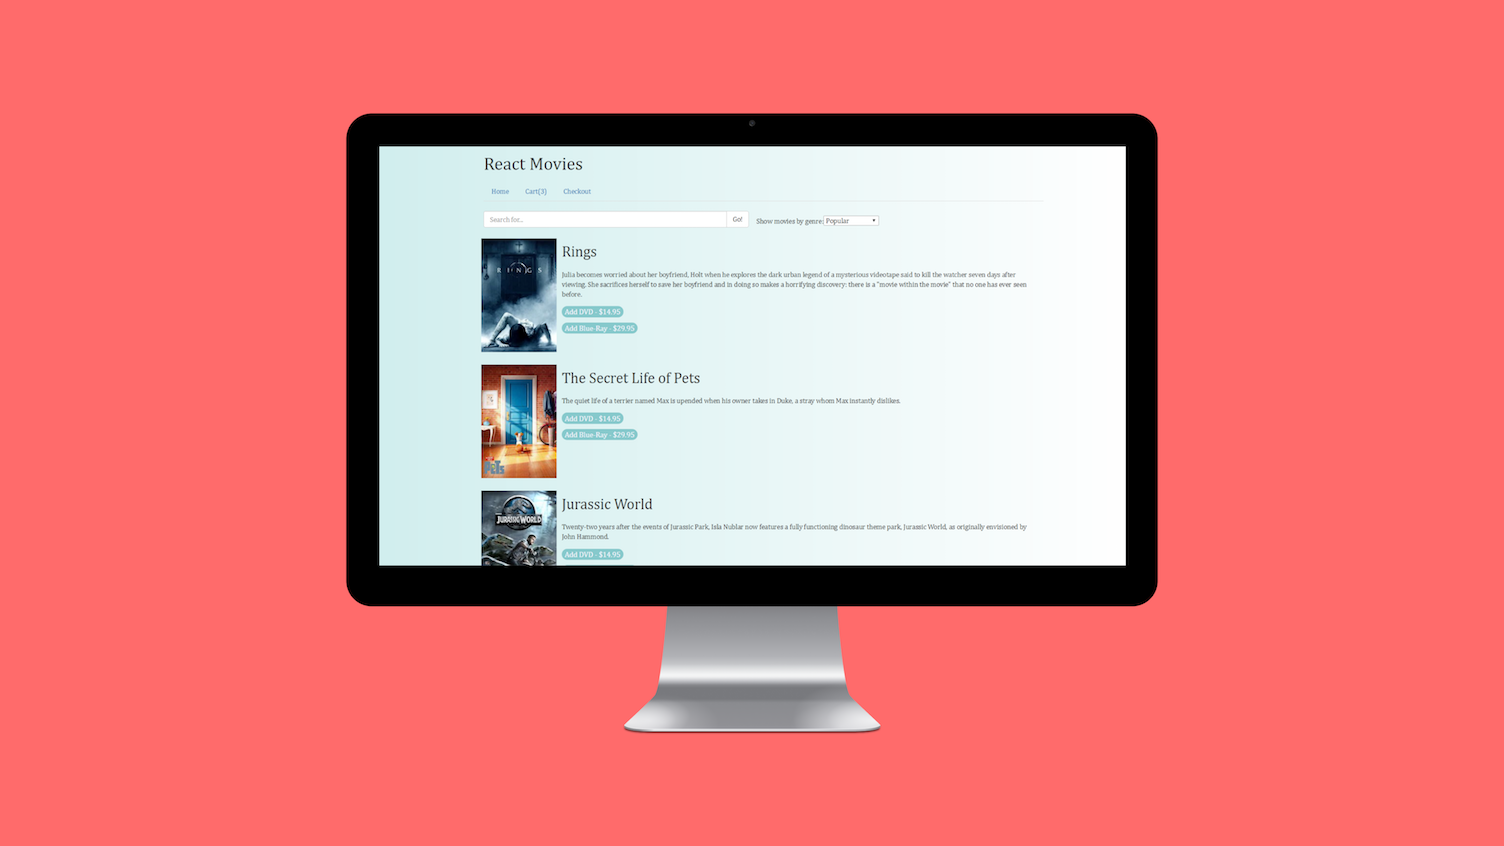 React Movies
Home Cart(3) Checkout
Search for... Go! Show movies by genre: Popular
RINGS
Rings
Julia becomes worried about her boyfriend, Holt when he explores the dark urban legend of a mysterious videotape said to kill the watcher seven days after
viewing. She sacrifices herself to save her boyfriend and in doing so makes a horrifying discovery: there is a "movie within the movie" that no one has ever seen
before.
Add DVD - $14.95
Add Blue-Ray - $29.95
The Secret Life of Pets
The quiet life of a terrier named Max is upended when his owner takes in Duke, a stray whom Max instantly dislikes.
Add DVD - $14.95
Add Blue-Ray - $29.95
PETS
Jurassic World
JURASSIC WORLD
Twenty-two years after the events of Jurassic Park, Isla Nublar now features a fully functioning dinosaur theme park, Jurassic World, as originally envisioned by
John Hammond.
Add DVD - $14.95